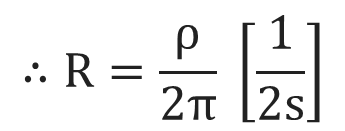 ∴ R = ρ/2π [1/2s]